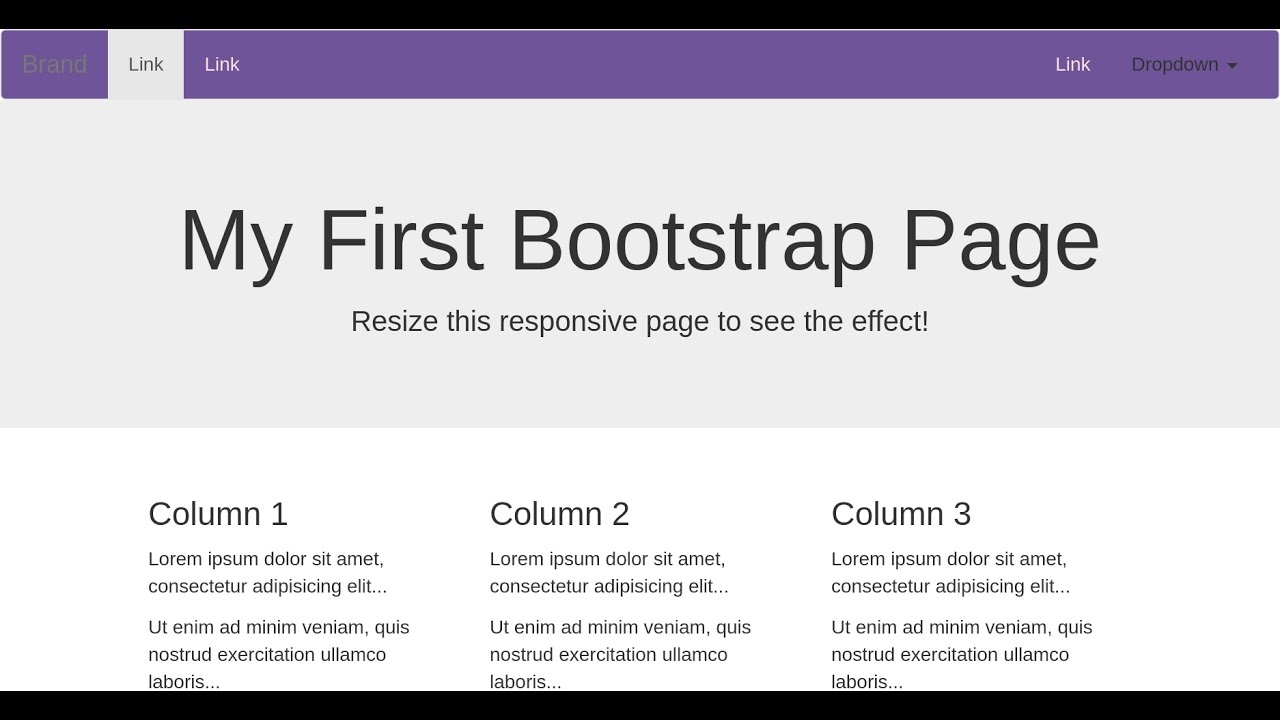 Brand Link Link Link Dropdown
My First Bootstrap Page
Resize this responsive page to see the effect!
Column 1
Lorem ipsum dolor sit amet,
consectetur adipisicing elit...
Ut enim ad minim veniam, quis
nostrud exercitation ullamco
laboris...
Column 2
Lorem ipsum dolor sit amet,
consectetur adipisicing elit...
Ut enim ad minim veniam, quis
nostrud exercitation ullamco
laboris...
Column 3
Lorem ipsum dolor sit amet,
consectetur adipisicing elit...
Ut enim ad minim veniam, quis
nostrud exercitation ullamco
laboris...